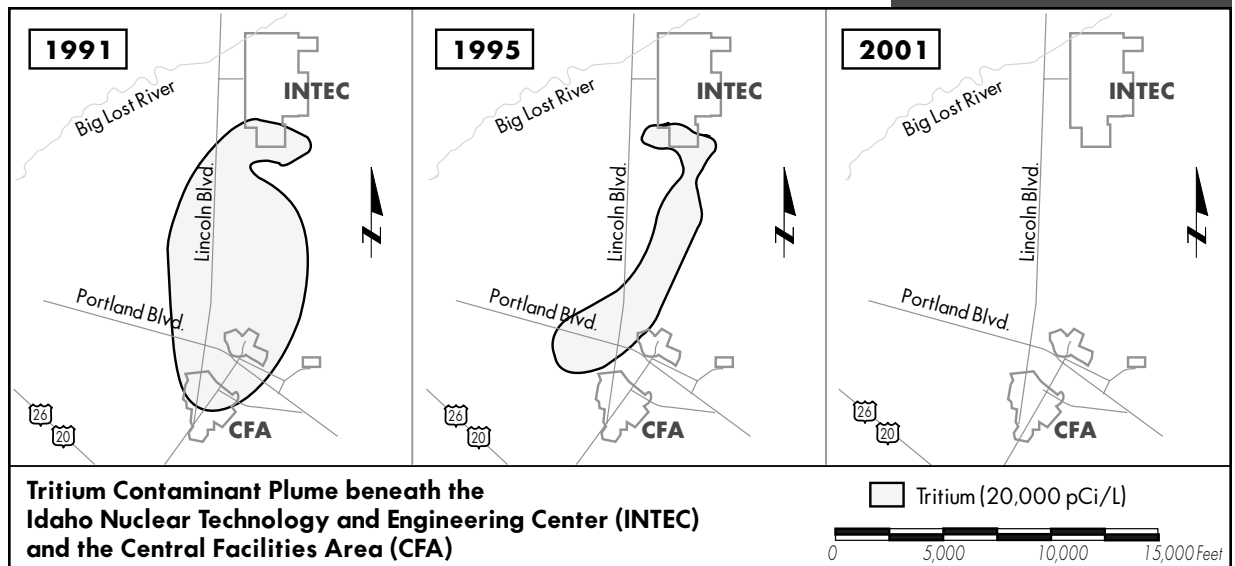 1991
INTEC
Big Lost River
Lincoln Blvd.
N
Portland Blvd.
26
20
CFA
1995
INTEC
Big Lost River
Lincoln Blvd.
N
Portland Blvd.
26
20
CFA
2001
INTEC
Big Lost River
Lincoln Blvd.
N
Portland Blvd.
26
20
CFA
Tritium Contaminant Plume beneath the
Idaho Nuclear Technology and Engineering Center (INTEC)
and the Central Facilities Area (CFA)
Tritium (20,000 pCi/L)
0 5,000 10,000 15,000 Feet